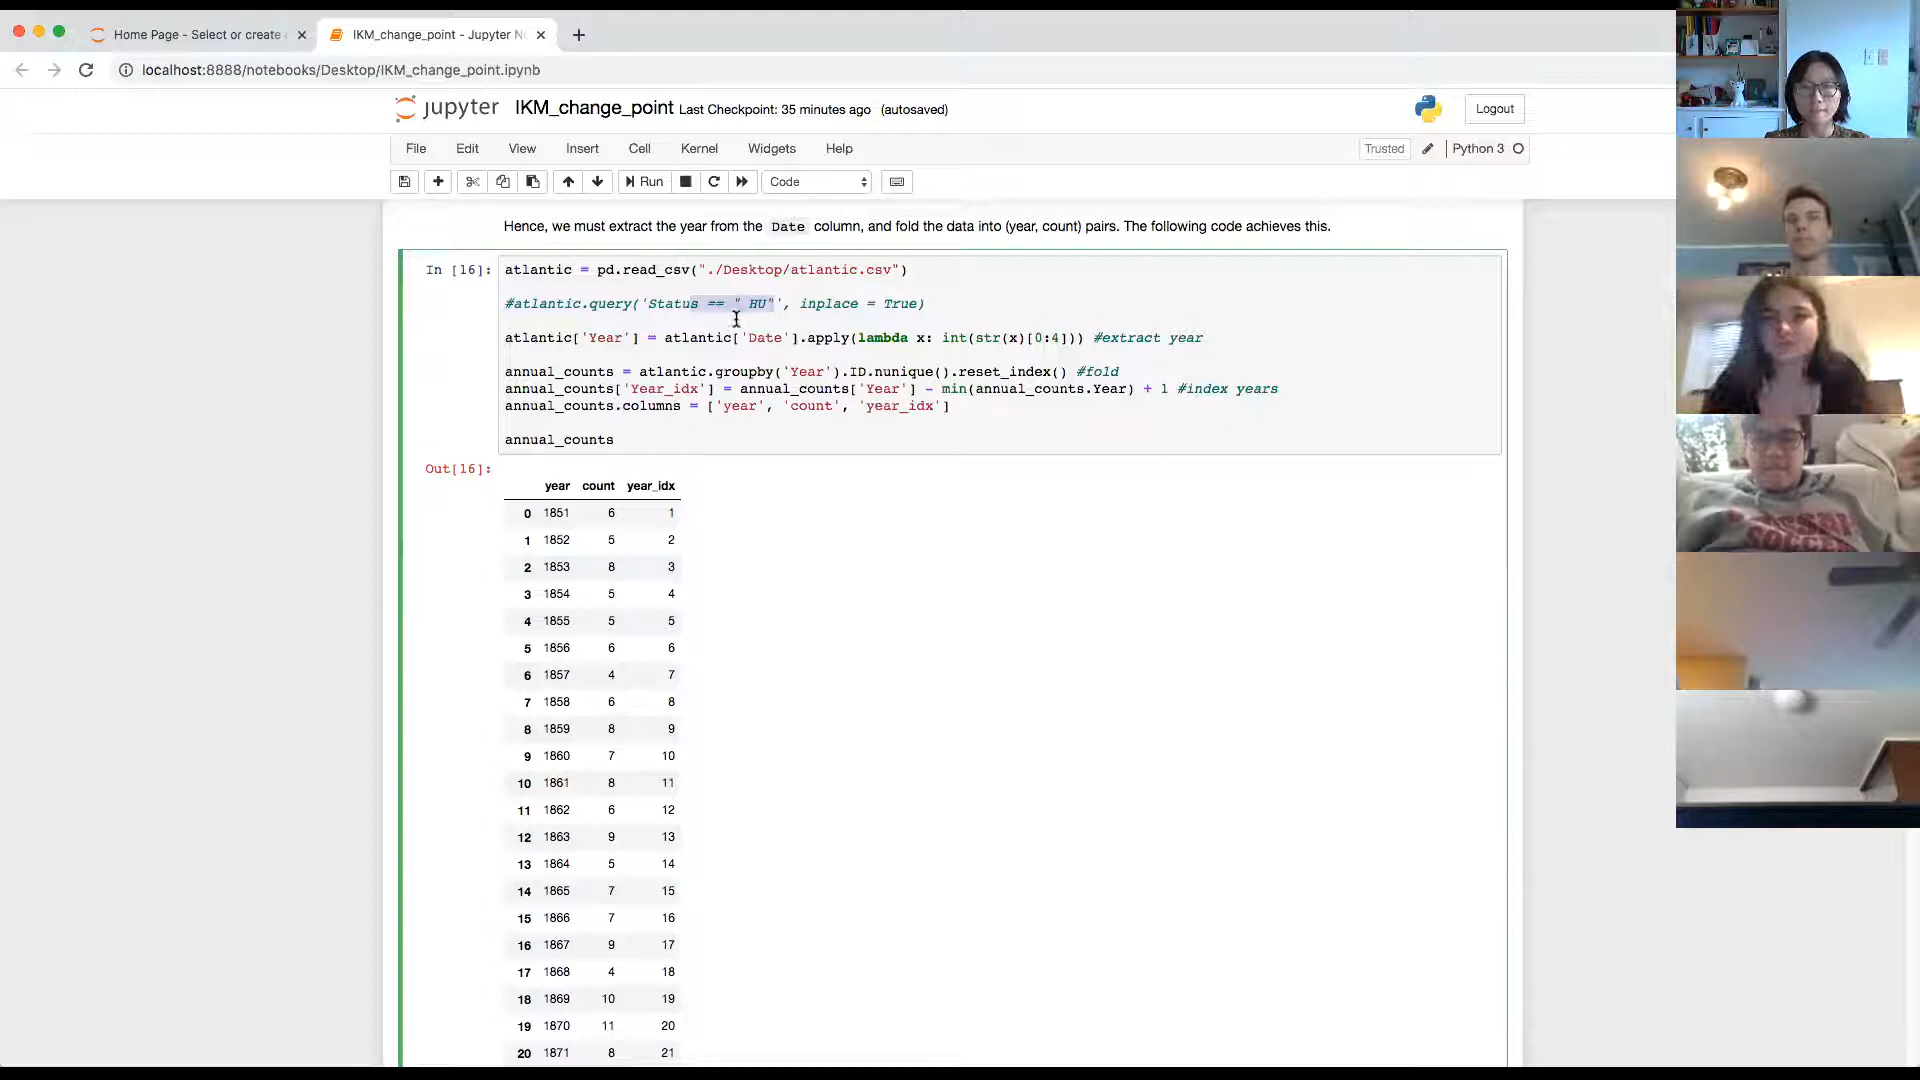 Home Page - Select or create
IKM_change_point - Jupyter N
localhost:8888/notebooks/Desktop/IKM_change_point.ipynb
jupyter IKM_change_point Last Checkpoint: 35 minutes ago (autosaved)
Logout
File Edit View Insert Cell Kernel Widgets Help
Trusted Python 3
Run Code
Hence, we must extract the year from the Date column, and fold the data into (year, count) pairs. The following code achieves this.
In [16]: atlantic = pd.read_csv("./Desktop/atlantic.csv")
#atlantic.query('Status == " HU"', inplace = True)
atlantic['Year'] = atlantic['Date'].apply(lambda x: int(str(x)[0:4])) #extract year
annual_counts = atlantic.groupby('Year').ID.nunique().reset_index() #fold
annual_counts['Year_idx'] = annual_counts['Year'] - min(annual_counts.Year) + 1 #index years
annual_counts.columns = ['year', 'count', 'year_idx']
annual_counts
Out[16]:
year count year_idx
0 1851 6 1
1 1852 5 2
2 1853 8 3
3 1854 5 4
4 1855 5 5
5 1856 6 6
6 1857 4 7
7 1858 6 8
8 1859 8 9
9 1860 7 10
10 1861 8 11
11 1862 6 12
12 1863 9 13
13 1864 5 14
14 1865 7 15
15 1866 7 16
16 1867 9 17
17 1868 4 18
18 1869 10 19
19 1870 11 20
20 1871 8 21